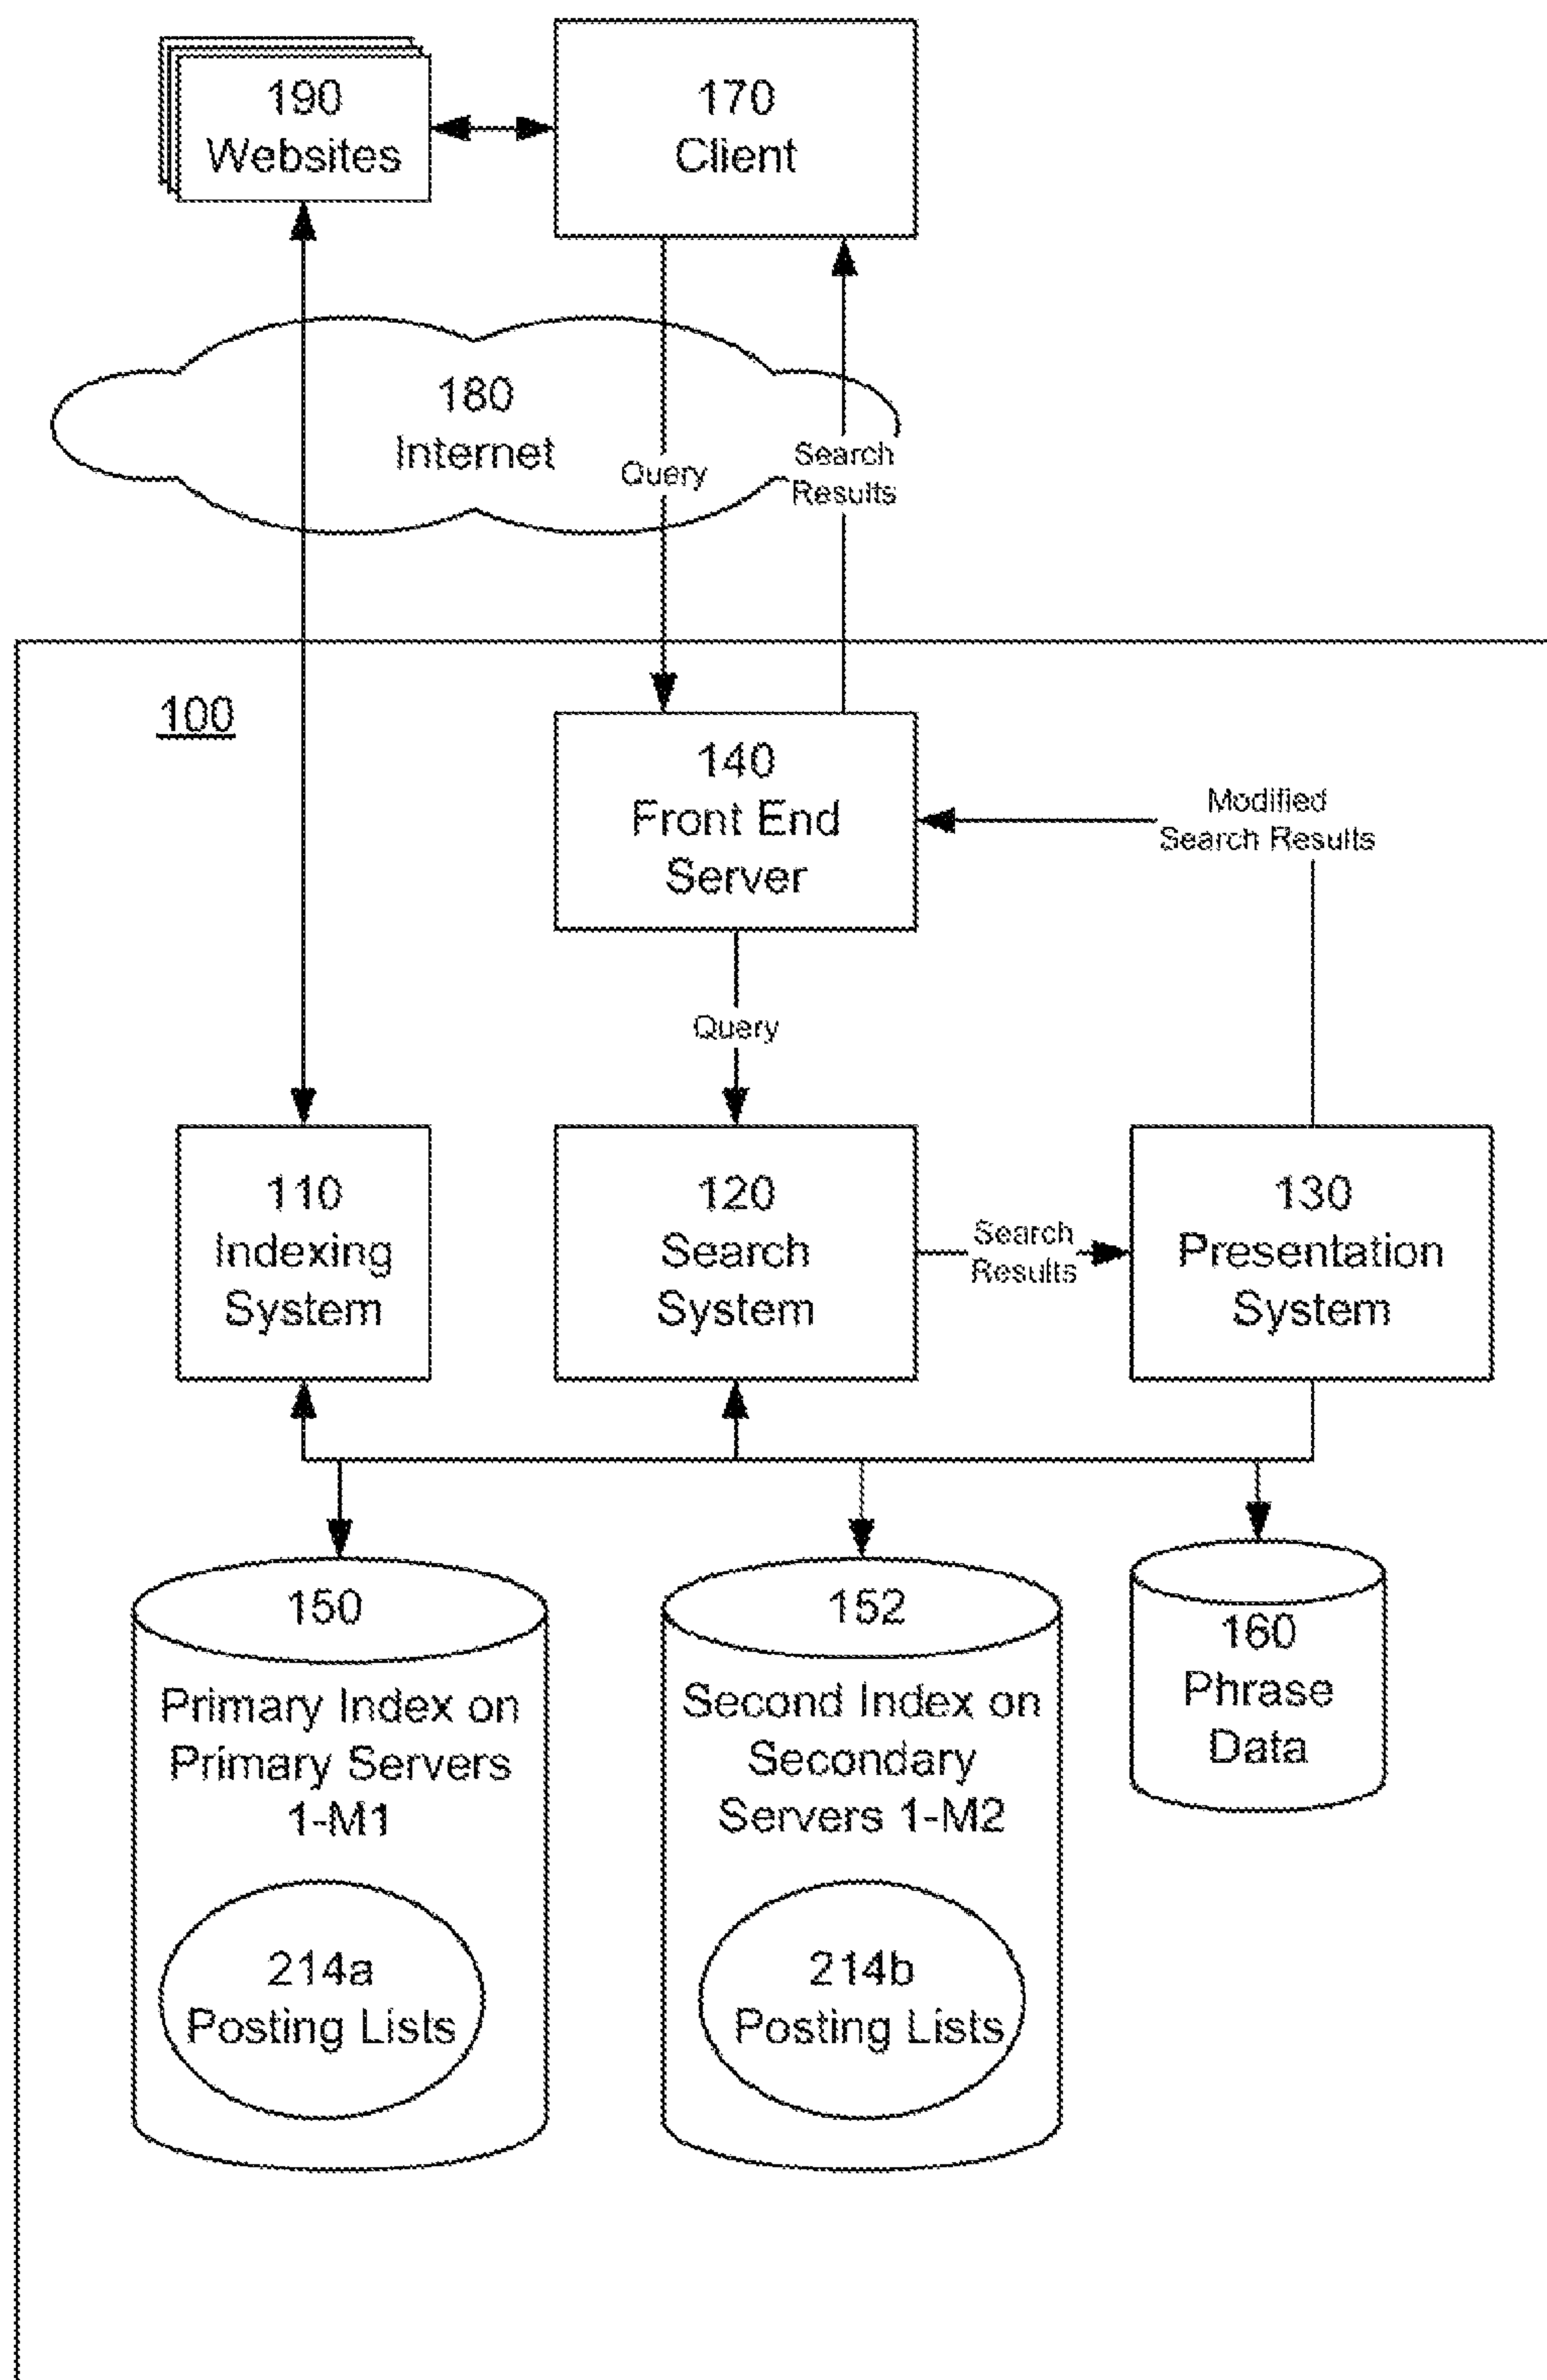 190
Websites
170
Client
180
Internet
Query
Search
Results
100
140
Front End
Server
Modified
Search Results
Query
110
Indexing
System
120
Search
System
Search
Results
130
Presentation
System
150
Primary Index on
Primary Servers
1-M1
214a
Posting Lists
152
Second Index on
Secondary
Servers 1-M2
214b
Posting Lists
160
Phrase
Data